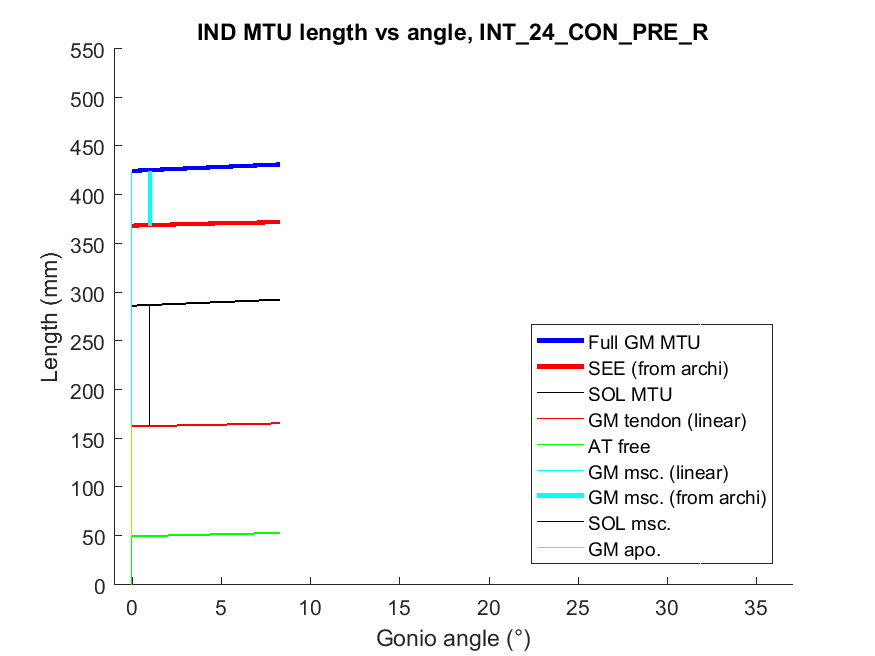 IND MTU length vs angle, INT_24_CON_PRE_R
550
500
450
400
350
300
250
200
150
100
50
0
Length (mm)
0 5 10 15 20 25 30 35
Gonio angle (°)
Full GM MTU
SEE (from archi)
SOL MTU
GM tendon (linear)
AT free
GM msc. (linear)
GM msc. (from archi)
SOL msc.
GM apo.